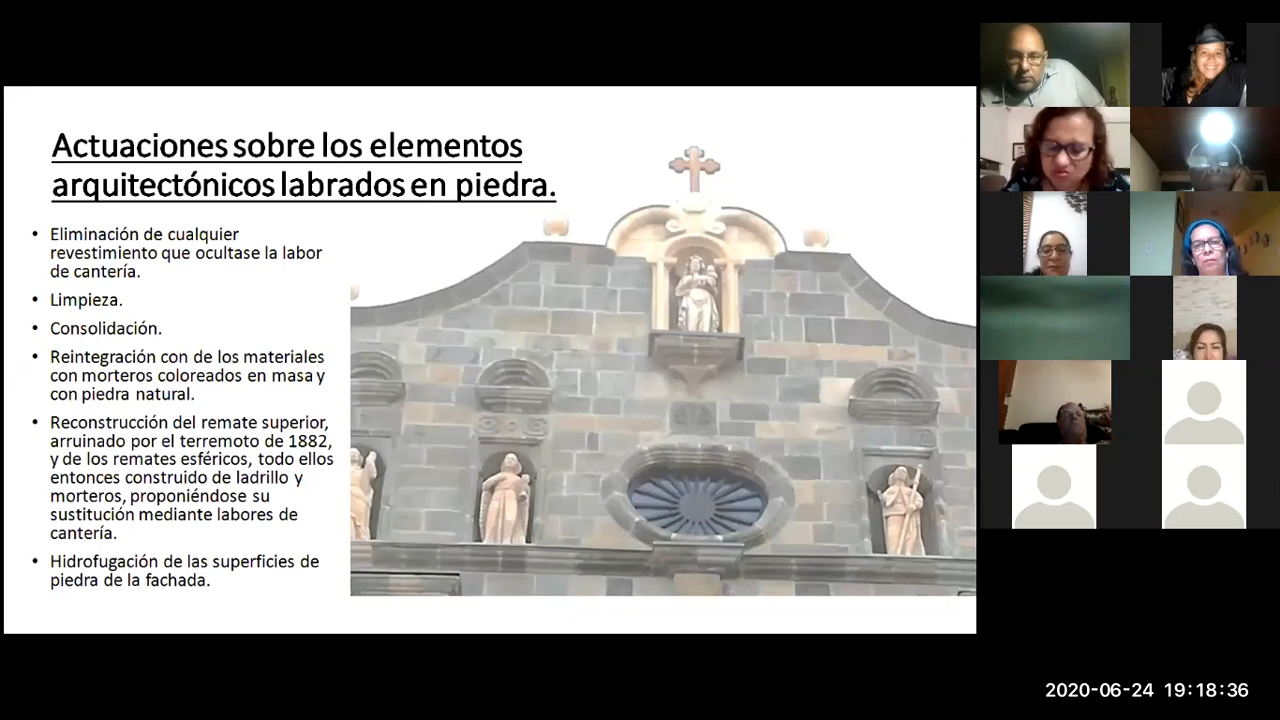 Actuaciones sobre los elementos
arquitectónicos labrados en piedra.
• Eliminación de cualquier
revestimiento que ocultase la labor
de cantería.
• Limpieza.
• Consolidación.
• Reintegración con de los materiales
con morteros coloreados en masa y
con piedra natural.
• Reconstrucción del remate superior,
arruinado por el terremoto de 1882,
y de los remates esféricos, todo ellos
entonces construido de ladrillo y
morteros, proponiéndose su
sustitución mediante labores de
cantería.
• Hidrofugación de las superficies de
piedra de la fachada.
2020-06-24 19:18:36